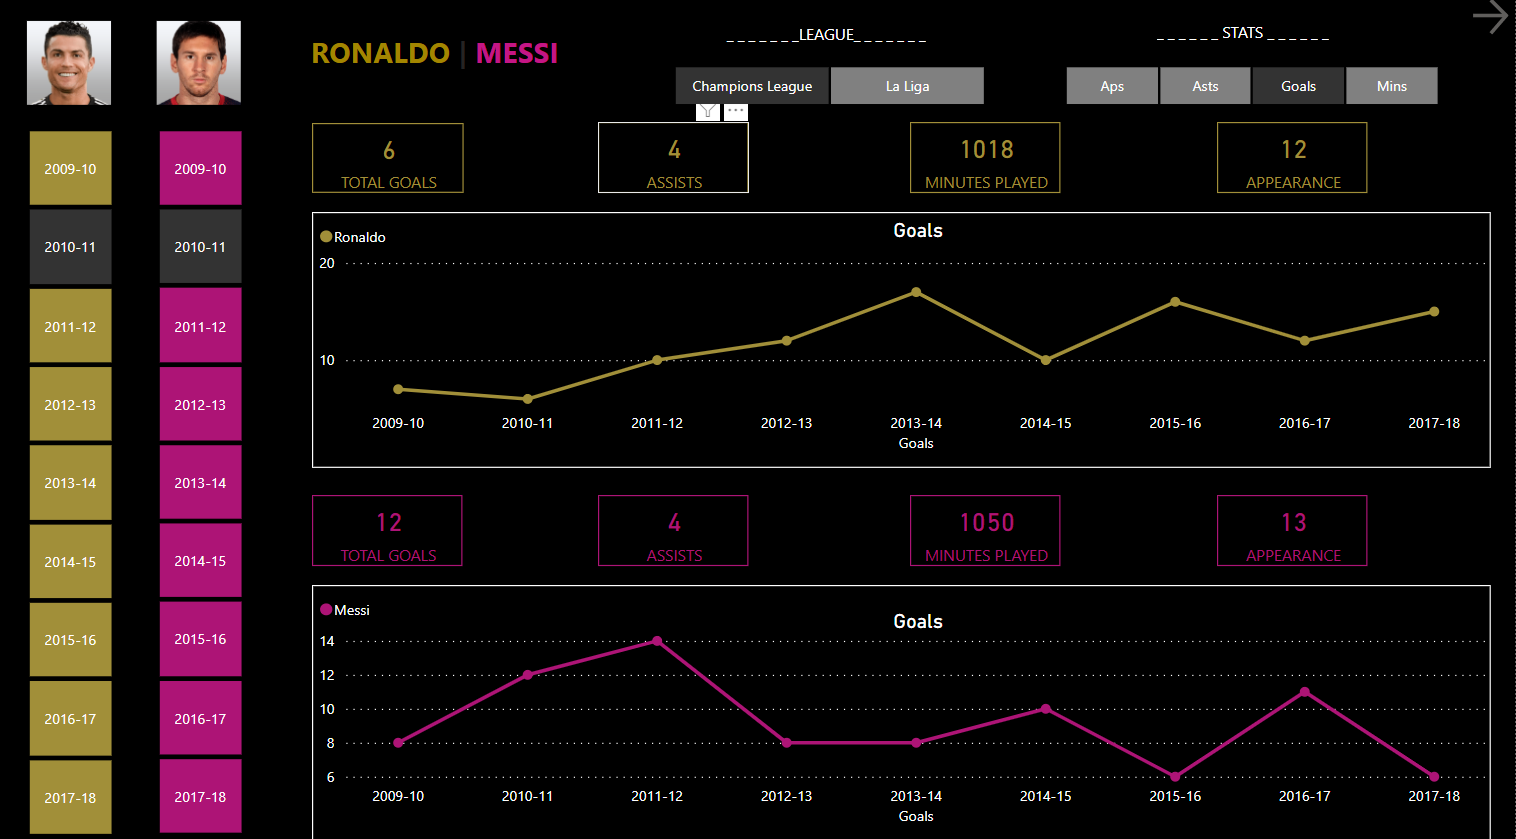 RONALDO | MESSI
_ _ _ _ _ _ _LEAGUE_ _ _ _ _ _ _
_ _ _ _ _ _ STATS _ _ _ _ _ _
Champions League
La Liga
Aps
Asts
Goals
Mins
2009-10
2010-11
2011-12
2012-13
2013-14
2014-15
2015-16
2016-17
2017-18
2009-10
2010-11
2011-12
2012-13
2013-14
2014-15
2015-16
2016-17
2017-18
6
TOTAL GOALS
4
ASSISTS
1018
MINUTES PLAYED
12
APPEARANCE
Goals
Ronaldo
20
10
2009-10 2010-11 2011-12 2012-13 2013-14 2014-15 2015-16 2016-17 2017-18
Goals
12
TOTAL GOALS
4
ASSISTS
1050
MINUTES PLAYED
13
APPEARANCE
Messi
Goals
14
12
10
8
6
2009-10 2010-11 2011-12 2012-13 2013-14 2014-15 2015-16 2016-17 2017-18
Goals